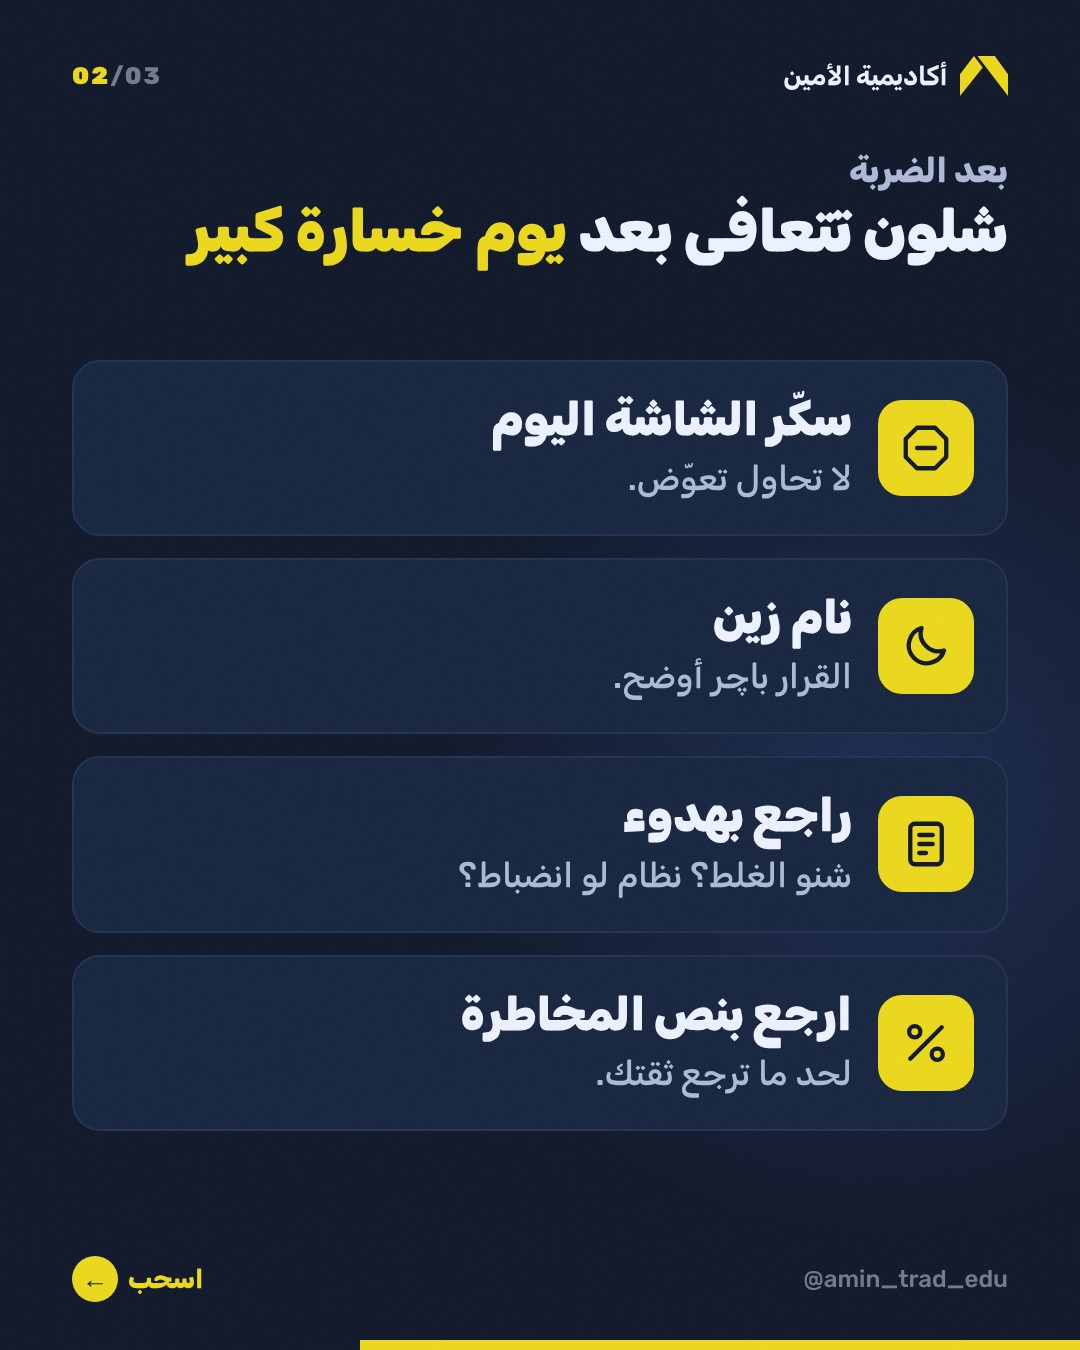 أكاديمية الأمين
02/03
بعد الضربة
شلون تتعافى بعد يوم خسارة كبير
سكّر الشاشة اليوم
لا تحاول تعوّض.
نام زين
القرار باچر أوضح.
راجع بهدوء
شنو الغلط؟ نظام لو انضباط؟
ارجع بنص المخاطرة
لحد ما ترجع ثقتك.
@amin_trad_edu
اسحب ←